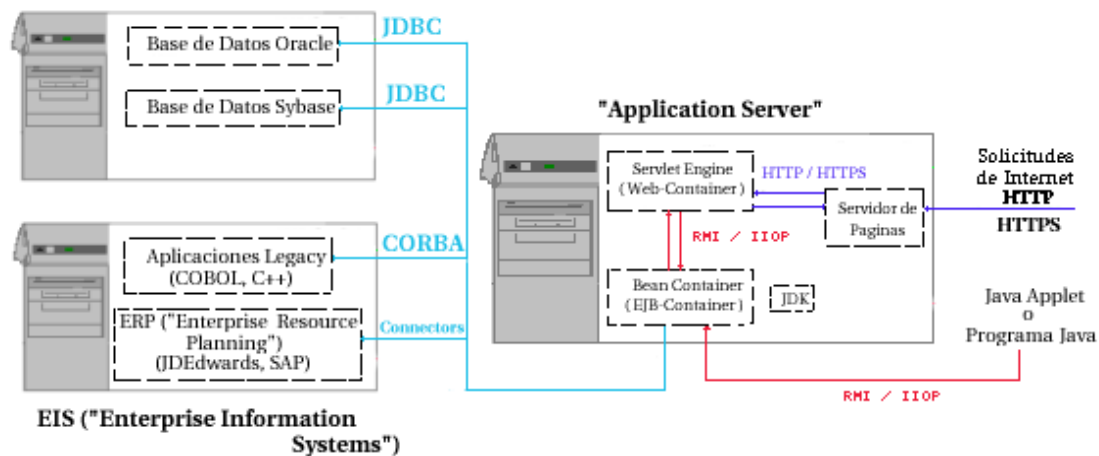 JDBC
Base de Datos Oracle
JDBC
Base de Datos Sybase
"Application Server"
Servlet Engine
(Web-Container)
HTTP / HTTPS
Servidor de
Paginas
Solicitudes
de Internet
HTTP
HTTPS
RMI / IIOP
Bean Container
(EJB-Container)
JDK
Java Applet
o
Programa Java
RMI / IIOP
CORBA
Aplicaciones Legacy
(COBOL, C++)
Connectors
ERP ("Enterprise Resource
Planning")
(JDEdwards, SAP)
EIS ("Enterprise Information
Systems")